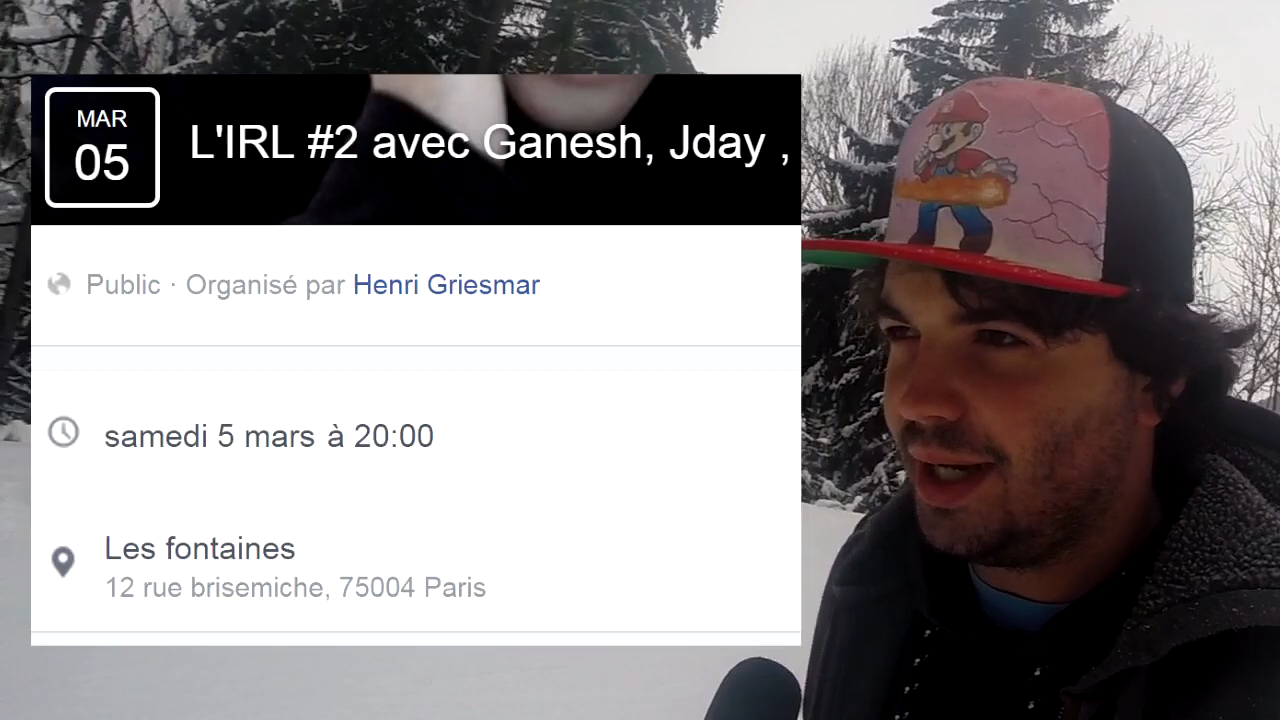 MAR
05
L'IRL #2 avec Ganesh, Jday ,
Public · Organisé par Henri Griesmar
samedi 5 mars à 20:00
Les fontaines
12 rue brisemiche, 75004 Paris